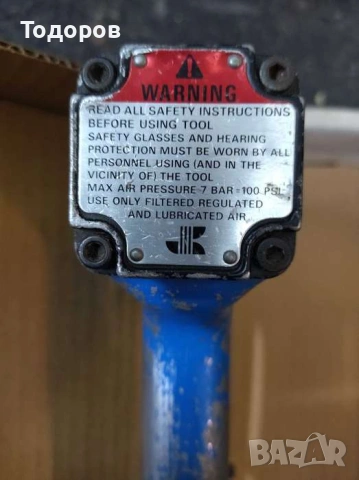 Тодоров
WARNING
READ ALL SAFETY INSTRUCTIONS
BEFORE USING TOOL
SAFETY GLASSES AND HEARING
PROTECTION MUST BE WORN BY ALL
PERSONNEL USING (AND IN THE
VICINITY OF) THE TOOL
MAX AIR PRESSURE 7 BAR=100 PSI
USE ONLY FILTERED REGULATED
AND LUBRICATED AIR
BAZAR